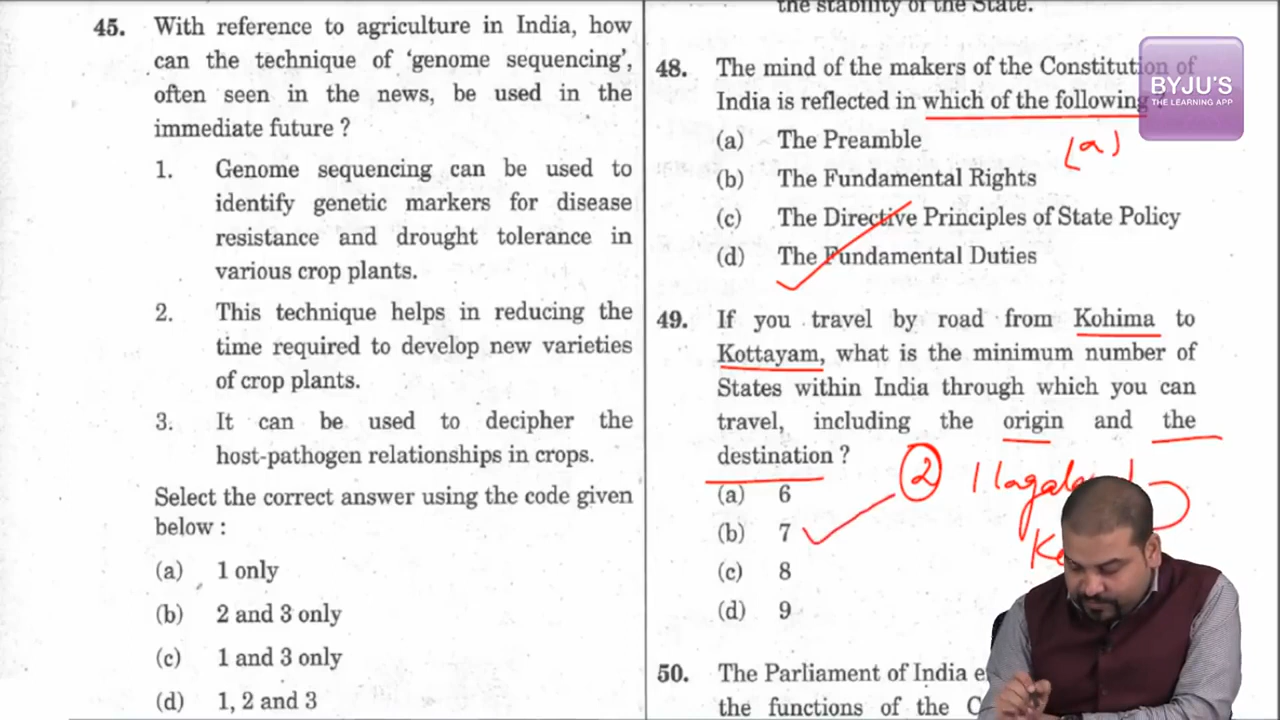 45. With reference to agriculture in India, how
can the technique of 'genome sequencing',
often seen in the news, be used in the
immediate future ?
1. Genome sequencing can be used to
identify genetic markers for disease
resistance and drought tolerance in
various crop plants.
2. This technique helps in reducing the
time required to develop new varieties
of crop plants.
3. It can be used to decipher the
host-pathogen relationships in crops.
Select the correct answer using the code given
below :
(a) 1 only
(b) 2 and 3 only
(c) 1 and 3 only
(d) 1, 2 and 3
the stability of the State.
48. The mind of the makers of the Constitution of
India is reflected in which of the following
(a) The Preamble
(a)
(b) The Fundamental Rights
(c) The Directive Principles of State Policy
(d) The Fundamental Duties
49. If you travel by road from Kohima to
Kottayam, what is the minimum number of
States within India through which you can
travel, including the origin and the
destination ?
2
(a) 6
(b) 7
(c) 8
(d) 9
50. The Parliament of India
the functions of the
BYJU'S
THE LEARNING APP